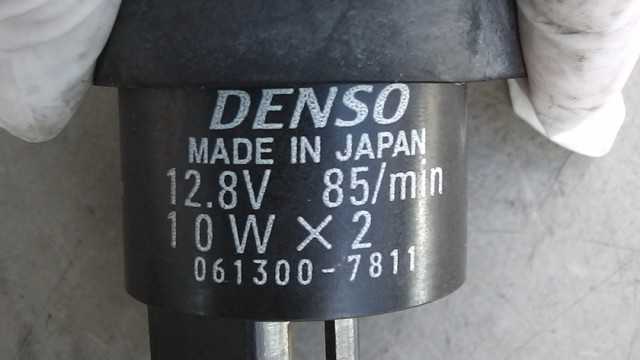 DENSO
MADE IN JAPAN
12.8V 85/min
10W×2
061300-7811